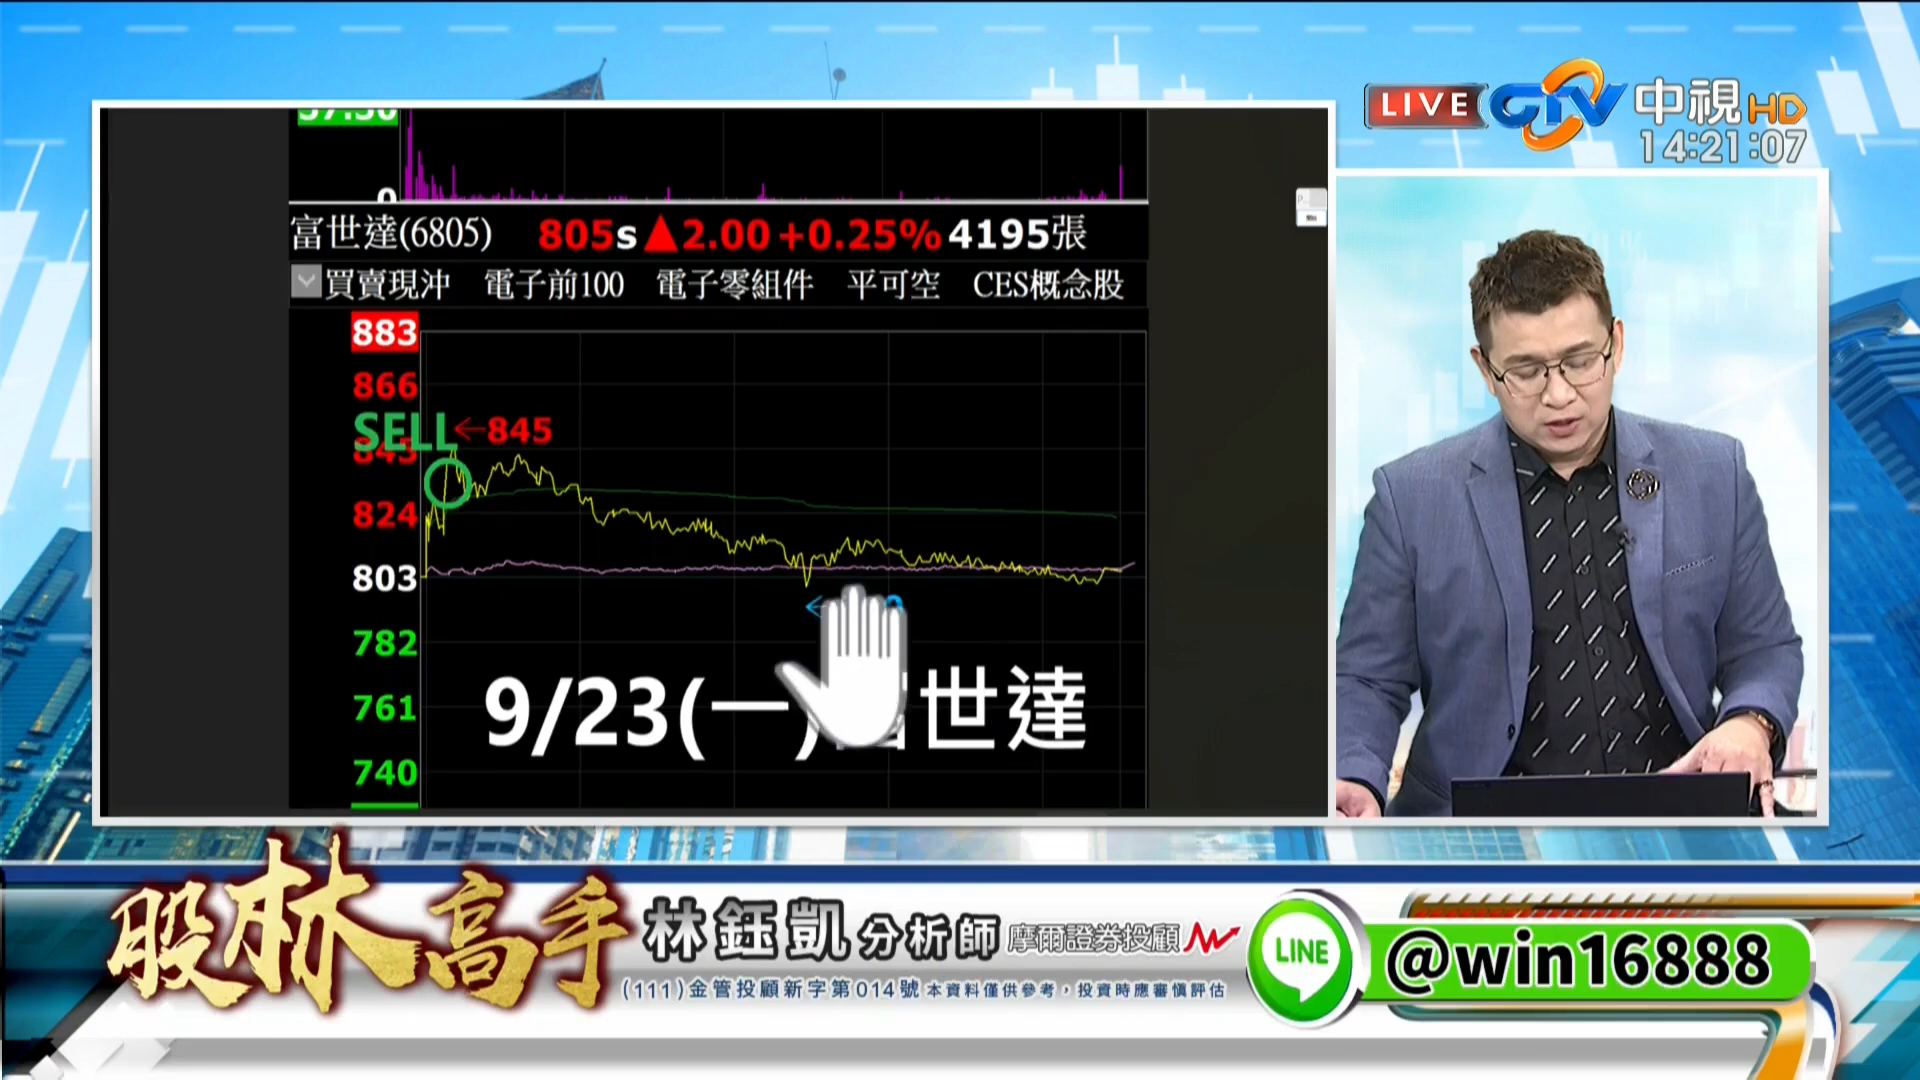 LIVE CTV 中視 HD
14:21:07
0
富世達(6805) 805s ▲2.00 +0.25% 4195張
買賣現沖 電子前100 電子零組件 平可空 CES概念股
883
866
SELL ←845
845
824
803
782
761
740
9/23(一) 世達
股林高手
林鈺凱 分析師 摩爾證券投顧
(111)金管投顧新字第014號 本資料僅供參考，投資時應審慎評估
LINE
@win16888